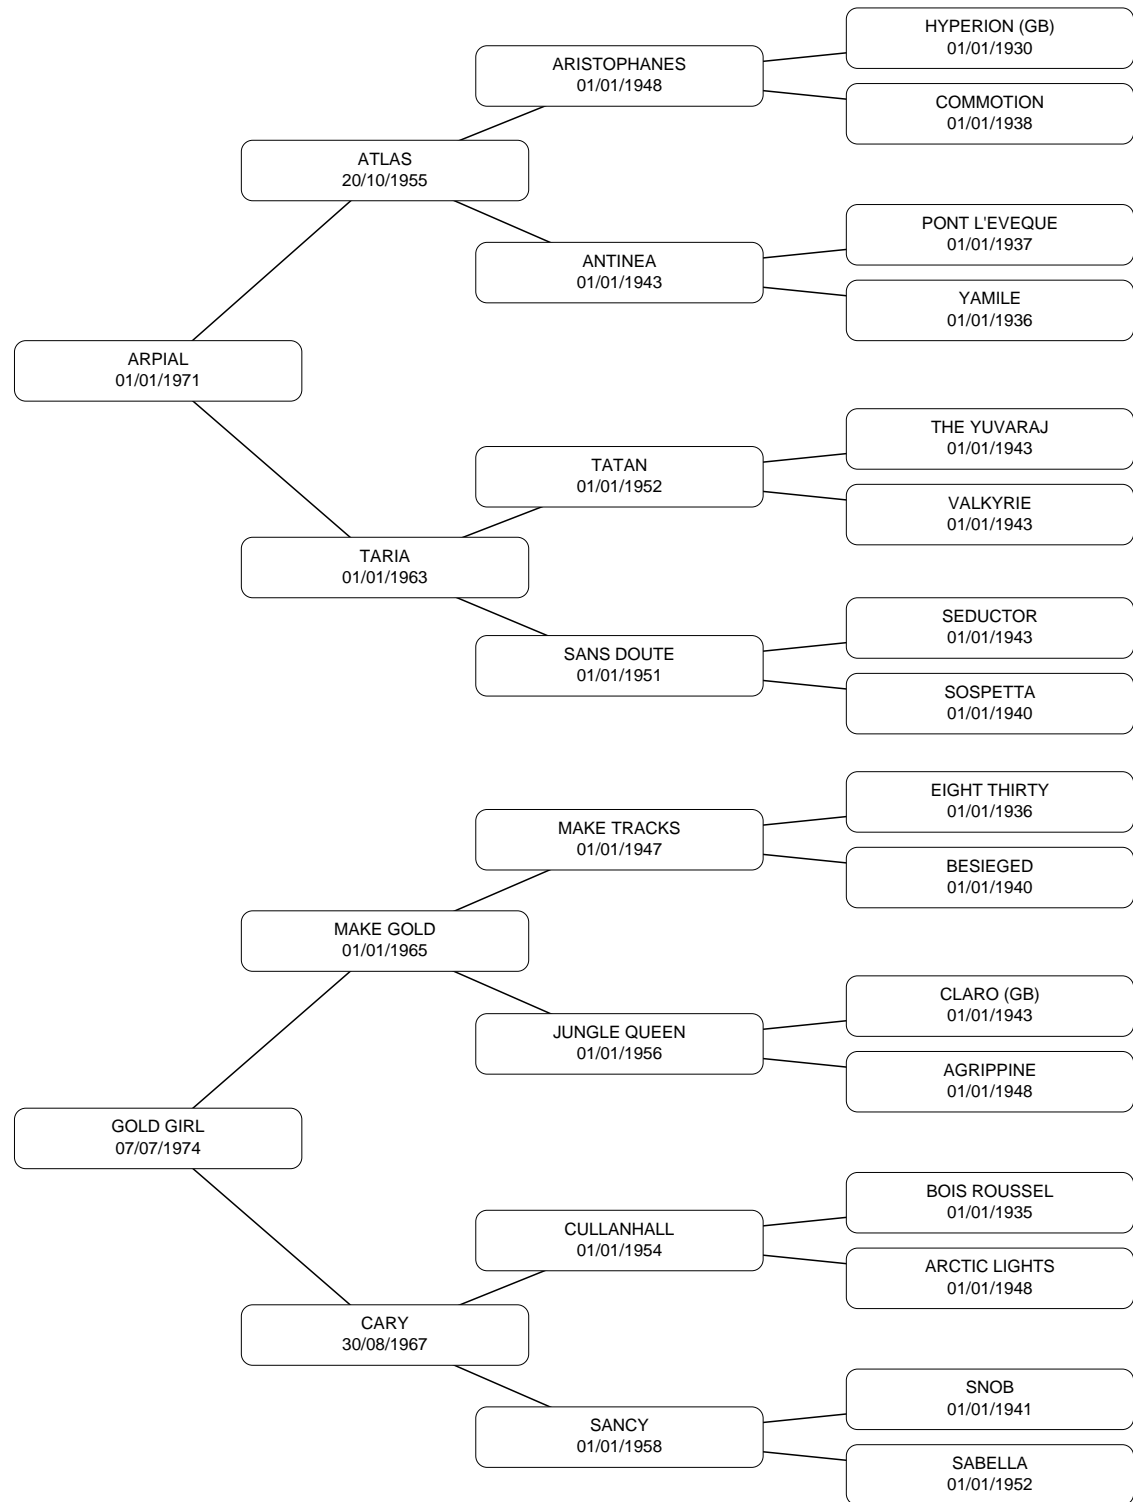 HYPERION (GB)
01/01/1930
ARISTOPHANES
01/01/1948
COMMOTION
01/01/1938
ATLAS
20/10/1955
PONT L'EVEQUE
01/01/1937
ANTINEA
01/01/1943
YAMILE
01/01/1936
ARPIAL
01/01/1971
THE YUVARAJ
01/01/1943
TATAN
01/01/1952
VALKYRIE
01/01/1943
TARIA
01/01/1963
SEDUCTOR
01/01/1943
SANS DOUTE
01/01/1951
SOSPETTA
01/01/1940
EIGHT THIRTY
01/01/1936
MAKE TRACKS
01/01/1947
BESIEGED
01/01/1940
MAKE GOLD
01/01/1965
CLARO (GB)
01/01/1943
JUNGLE QUEEN
01/01/1956
AGRIPPINE
01/01/1948
GOLD GIRL
07/07/1974
BOIS ROUSSEL
01/01/1935
CULLANHALL
01/01/1954
ARCTIC LIGHTS
01/01/1948
CARY
30/08/1967
SNOB
01/01/1941
SANCY
01/01/1958
SABELLA
01/01/1952